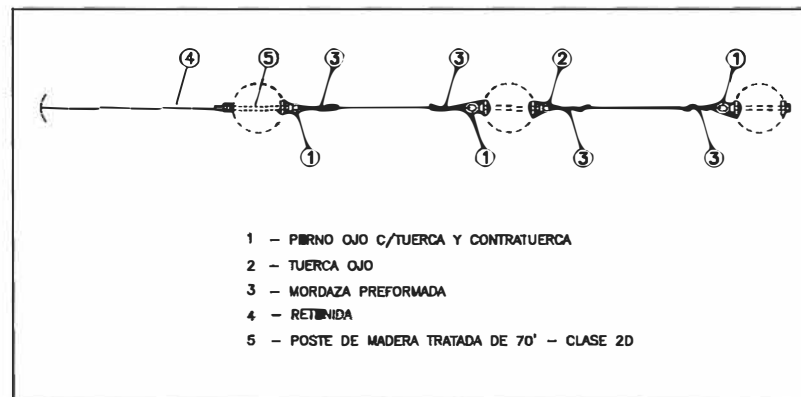 4 5 3 3 2 1
1 1 3 3
1 – PERNO OJO C/TUERCA Y CONTRATUERCA
2 – TUERCA OJO
3 – MORDAZA PREFORMADA
4 – RETENIDA
5 – POSTE DE MADERA TRATADA DE 70' – CLASE 2D